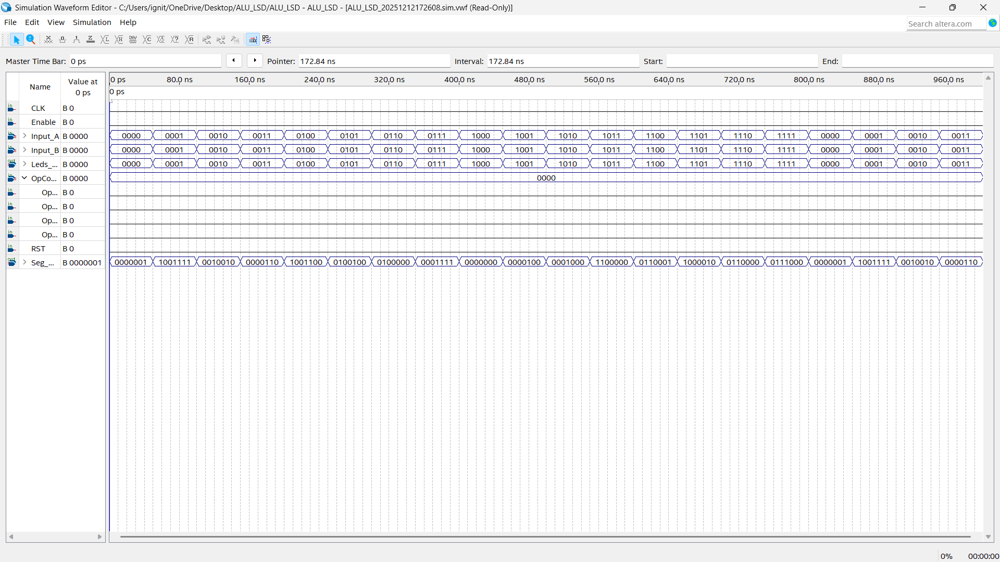 Simulation Waveform Editor - C:/Users/ignit/OneDrive/Desktop/ALU_LSD/ALU_LSD - ALU_LSD - [ALU_LSD_20251212172608.sim.vwf (Read-Only)]
File Edit View Simulation Help
Search altera.com
Master Time Bar: 0 ps Pointer: 172.84 ns Interval: 172.84 ns Start: End:
Name Value at 0 ps
0 ps 80.0 ns 160.0 ns 240.0 ns 320.0 ns 400.0 ns 480.0 ns 560.0 ns 640.0 ns 720.0 ns 800.0 ns 880.0 ns 960.0 ns
0 ps
CLK B 0
Enable B 0
Input_A B 0000 0000 0001 0010 0011 0100 0101 0110 0111 1000 1001 1010 1011 1100 1101 1110 1111 0000 0001 0010 0011
Input_B B 0000 0000 0001 0010 0011 0100 0101 0110 0111 1000 1001 1010 1011 1100 1101 1110 1111 0000 0001 0010 0011
Leds_... B 0000 0000 0001 0010 0011 0100 0101 0110 0111 1000 1001 1010 1011 1100 1101 1110 1111 0000 0001 0010 0011
OpCo... B 0000 0000
Op... B 0
Op... B 0
Op... B 0
Op... B 0
RST B 0
Seg_... B 0000001 0000001 1001111 0010010 0000110 1001100 0100100 0100000 0001111 0000000 0000100 0001000 1100000 0110001 1000010 0110000 0111000 0000001 1001111 0010010 0000110
0% 00:00:00